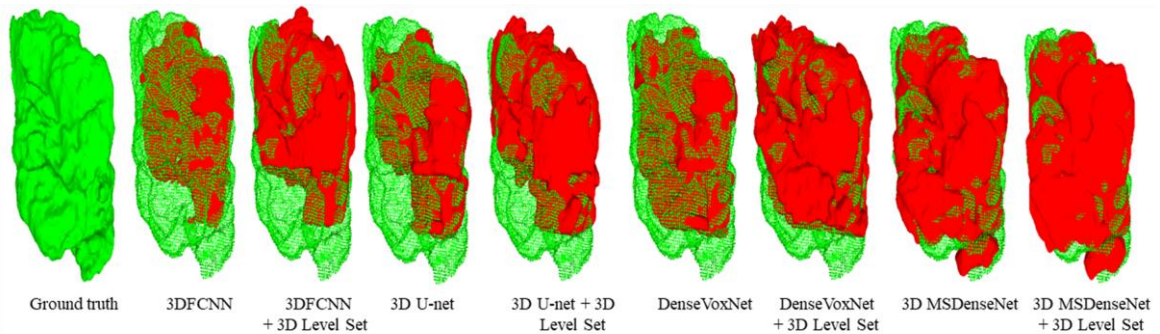 Ground truth
3DFCNN
3DFCNN
+ 3D Level Set
3D U-net
3D U-net + 3D
Level Set
DenseVoxNet
DenseVoxNet
+ 3D Level Set
3D MSDenseNet
3D MSDenseNet
+ 3D Level Set